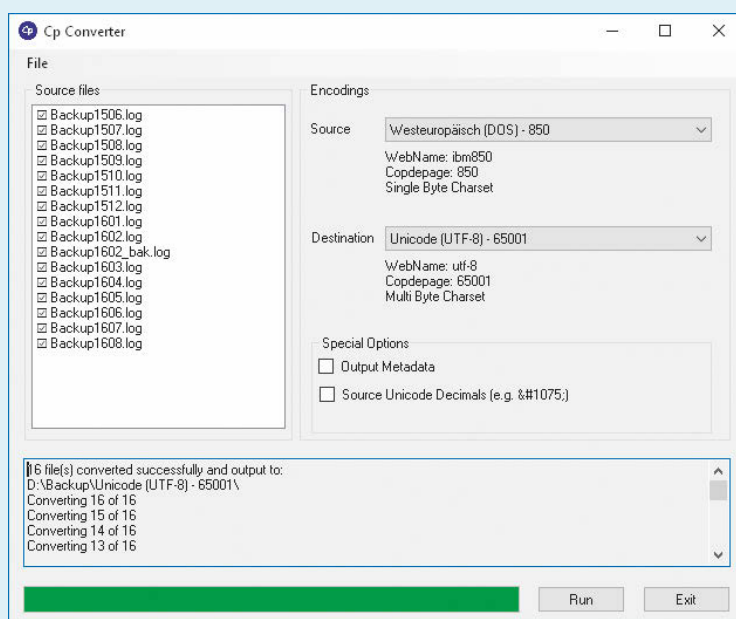 Cp Cp Converter
File
Source files
Backup1506.log
Backup1507.log
Backup1508.log
Backup1509.log
Backup1510.log
Backup1511.log
Backup1512.log
Backup1601.log
Backup1602.log
Backup1602_bak.log
Backup1603.log
Backup1604.log
Backup1605.log
Backup1606.log
Backup1607.log
Backup1608.log
Encodings
Source Westeuropäisch (DOS) - 850
WebName: ibm850
Copdepage: 850
Single Byte Charset
Destination Unicode (UTF-8) - 65001
WebName: utf-8
Copdepage: 65001
Multi Byte Charset
Special Options
Output Metadata
Source Unicode Decimals (e.g. &#1075;)
16 file(s) converted successfully and output to:
D:\Backup\Unicode (UTF-8) - 65001\
Converting 16 of 16
Converting 15 of 16
Converting 14 of 16
Converting 13 of 16
Run Exit